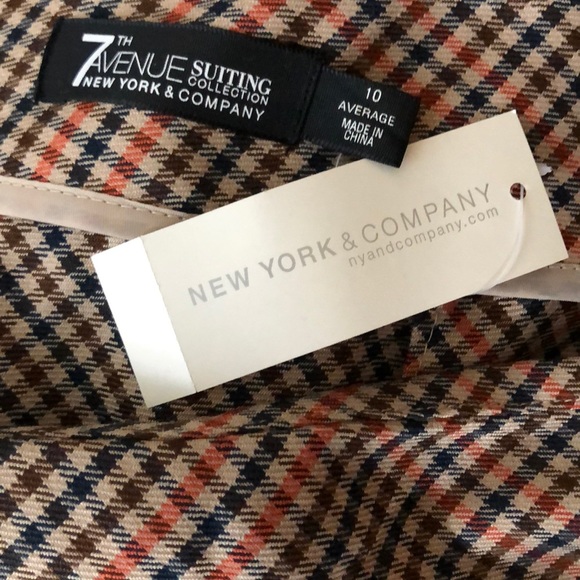 7TH
AVENUE SUITING
COLLECTION
NEW YORK & COMPANY
10
AVERAGE
MADE IN
CHINA
NEW YORK & COMPANY
nyandcompany.com